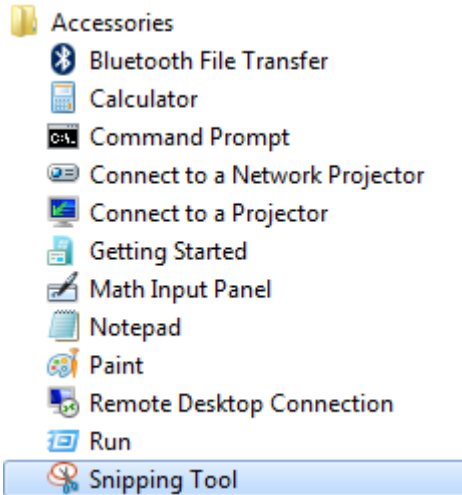 Accessories
Bluetooth File Transfer
Calculator
Command Prompt
Connect to a Network Projector
Connect to a Projector
Getting Started
Math Input Panel
Notepad
Paint
Remote Desktop Connection
Run
Snipping Tool